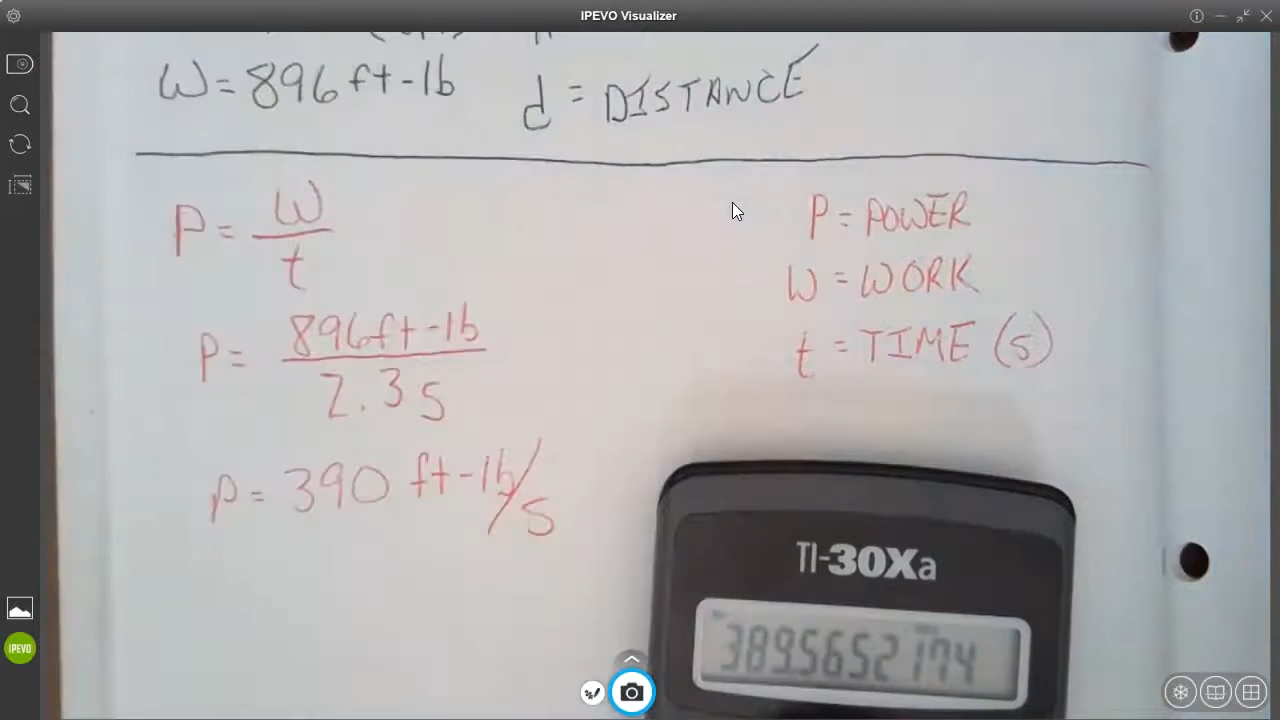 IPEVO Visualizer
W = 896 ft-lb
d = DISTANCE
P = W/t
P = POWER
W = WORK
t = TIME (s)
P = 896 ft-lb / 2.3 s
P = 390 ft-lb/s
TI-30Xa
389.5652174
IPEVO